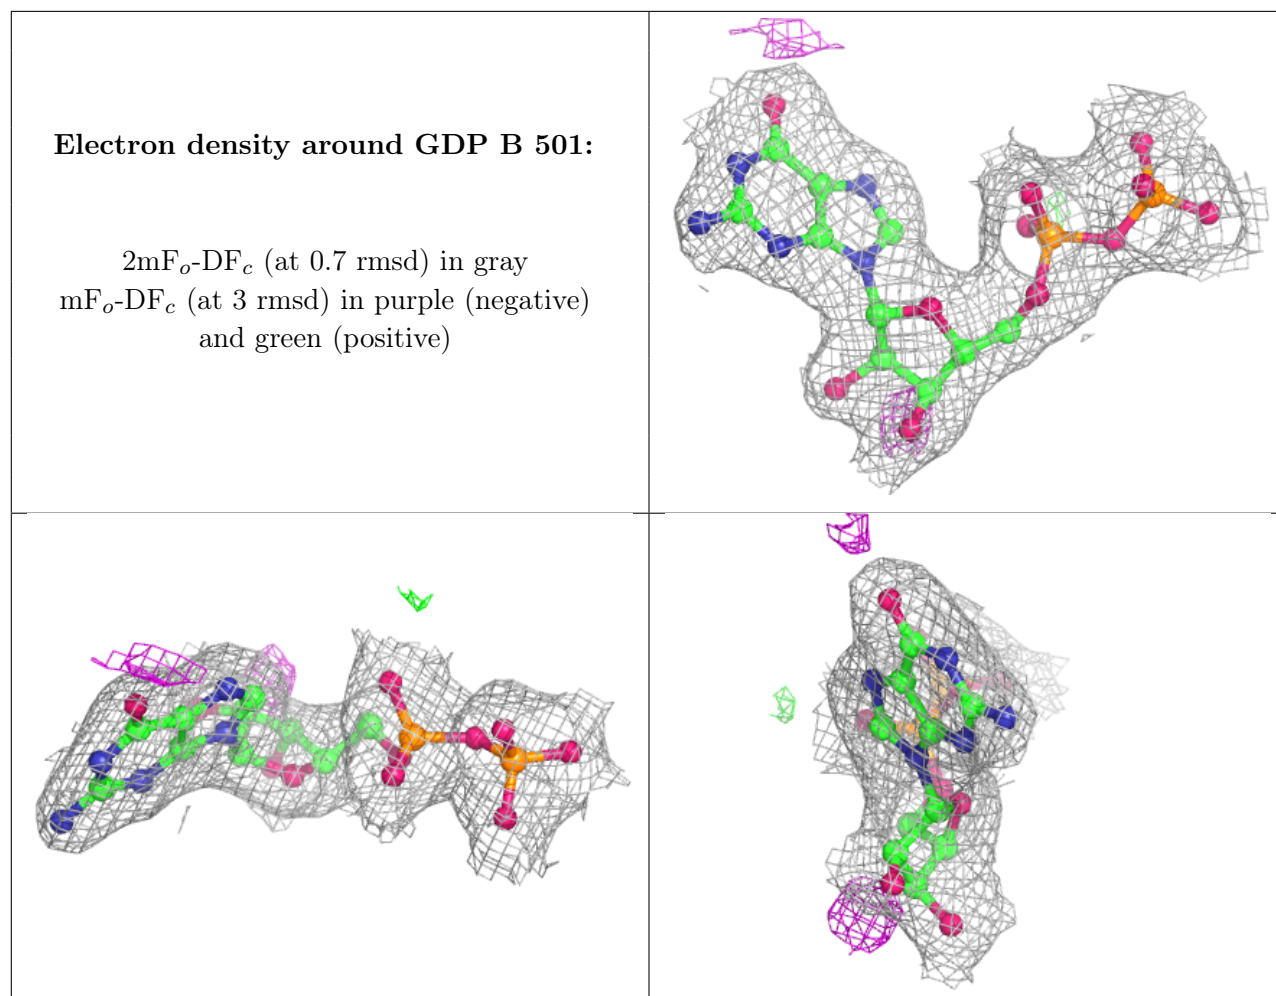 Electron density around GDP B 501:
2mFo-DFc (at 0.7 rmsd) in gray
mFo-DFc (at 3 rmsd) in purple (negative)
and green (positive)